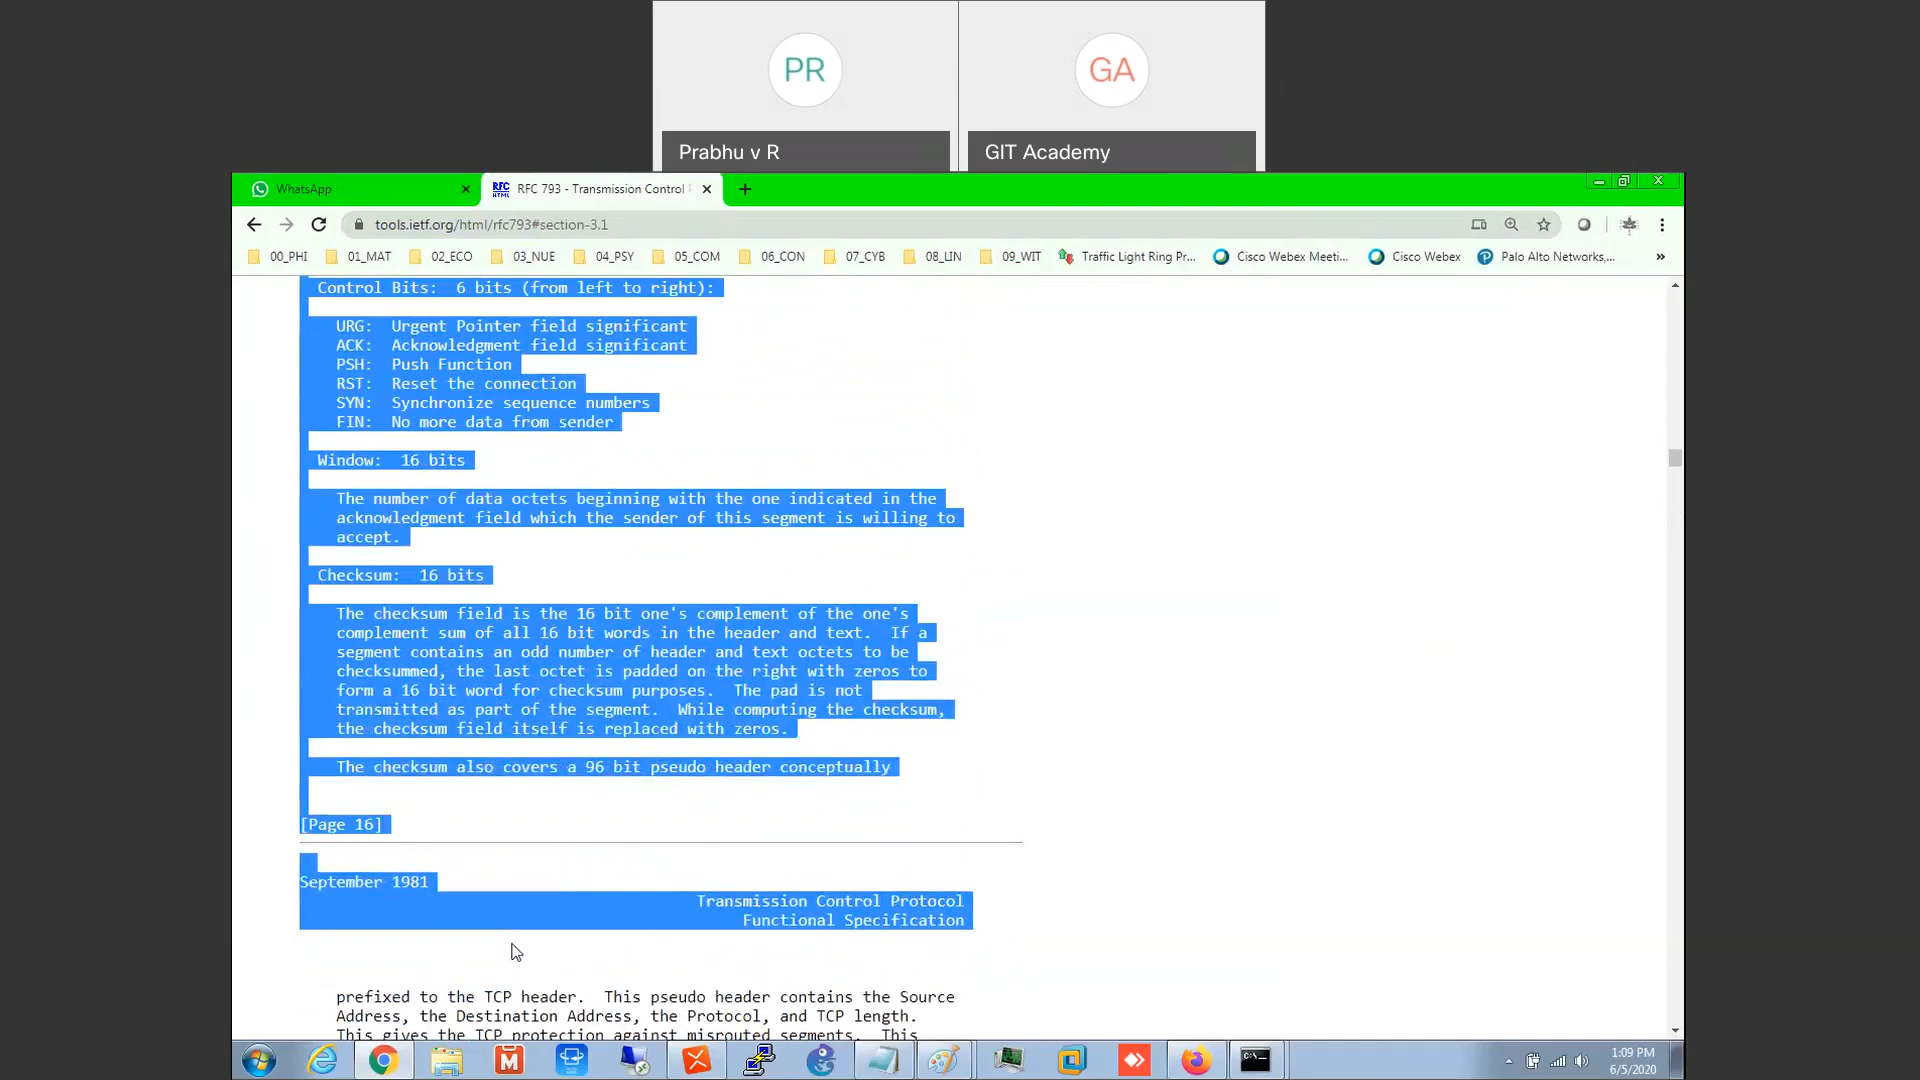 PR
GA
Prabhu v R
GIT Academy
WhatsApp
RFC HTML
RFC 793 - Transmission Control P
tools.ietf.org/html/rfc793#section-3.1
00_PHI
01_MAT
02_ECO
03_NUE
04_PSY
05_COM
06_CON
07_CYB
08_LIN
09_WIT
Traffic Light Ring Pr...
Cisco Webex Meeti...
Cisco Webex
Palo Alto Networks,...
»
Control Bits:  6 bits (from left to right):
URG:  Urgent Pointer field significant
ACK:  Acknowledgment field significant
PSH:  Push Function
RST:  Reset the connection
SYN:  Synchronize sequence numbers
FIN:  No more data from sender
Window:  16 bits
The number of data octets beginning with the one indicated in the
acknowledgment field which the sender of this segment is willing to
accept.
Checksum:  16 bits
The checksum field is the 16 bit one's complement of the one's
complement sum of all 16 bit words in the header and text.  If a
segment contains an odd number of header and text octets to be
checksummed, the last octet is padded on the right with zeros to
form a 16 bit word for checksum purposes.  The pad is not
transmitted as part of the segment.  While computing the checksum,
the checksum field itself is replaced with zeros.
The checksum also covers a 96 bit pseudo header conceptually
[Page 16]
September 1981
Transmission Control Protocol
Functional Specification
prefixed to the TCP header.  This pseudo header contains the Source
Address, the Destination Address, the Protocol, and TCP length.
This gives the TCP protection against misrouted segments.  This
1:09 PM
6/5/2020